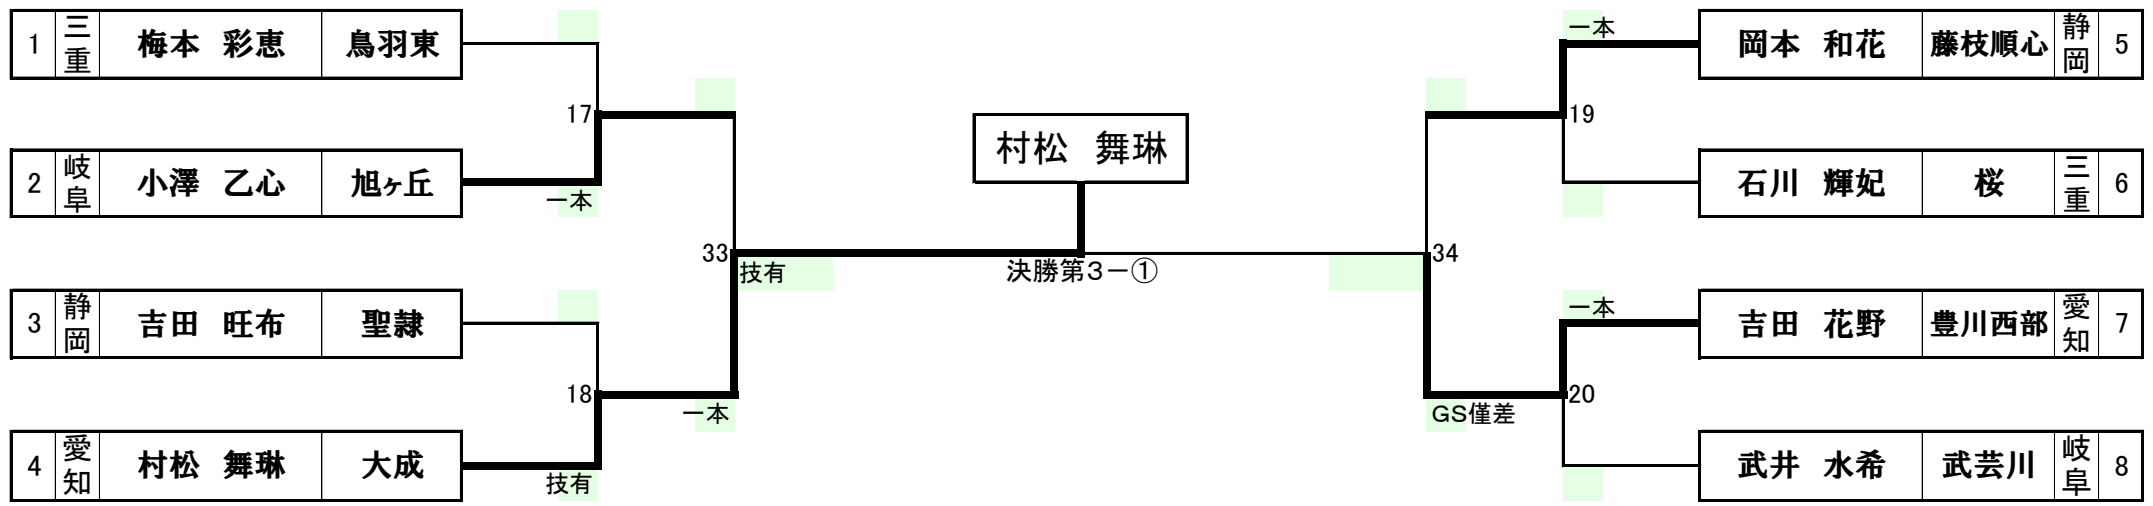 1 三重 梅本 彩恵 鳥羽東
17
2 岐阜 小澤 乙心 旭ヶ丘
一本
33
技有
3 静岡 吉田 旺布 聖隷
18
一本
4 愛知 村松 舞琳 大成
技有
村松 舞琳
決勝第3－①
一本
岡本 和花 藤枝順心 静岡 5
19
石川 輝妃 桜 三重 6
34
一本
吉田 花野 豊川西部 愛知 7
20
GS僅差
武井 水希 武芸川 岐阜 8